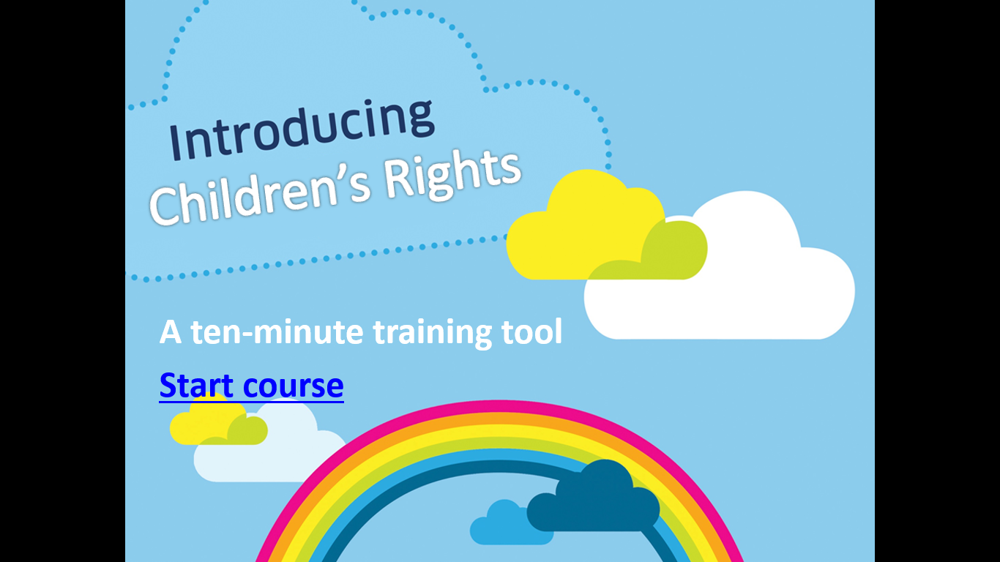 Introducing
Children’s Rights
A ten-minute training tool
Start course